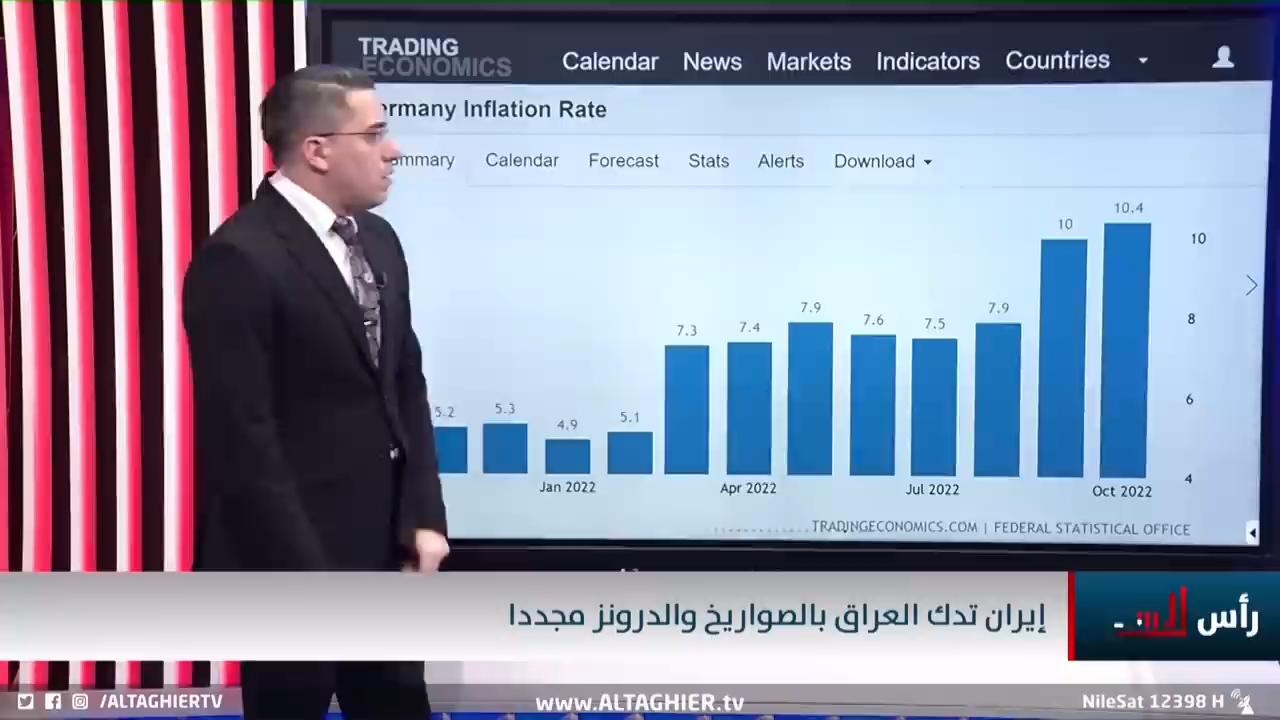 TRADING
ECONOMICS
Calendar News Markets Indicators Countries
ermany Inflation Rate
mmary Calendar Forecast Stats Alerts Download
5.2 5.3 4.9 5.1 7.3 7.4 7.9 7.6 7.5 7.9 10 10.4
10
8
6
4
Jan 2022 Apr 2022 Jul 2022 Oct 2022
TRADINGECONOMICS.COM | FEDERAL STATISTICAL OFFICE
إيران تدك العراق بالصواريخ والدرونز مجددا
رأس
/ALTAGHIERTV www.ALTAGHIER.tv NileSat 12398 H